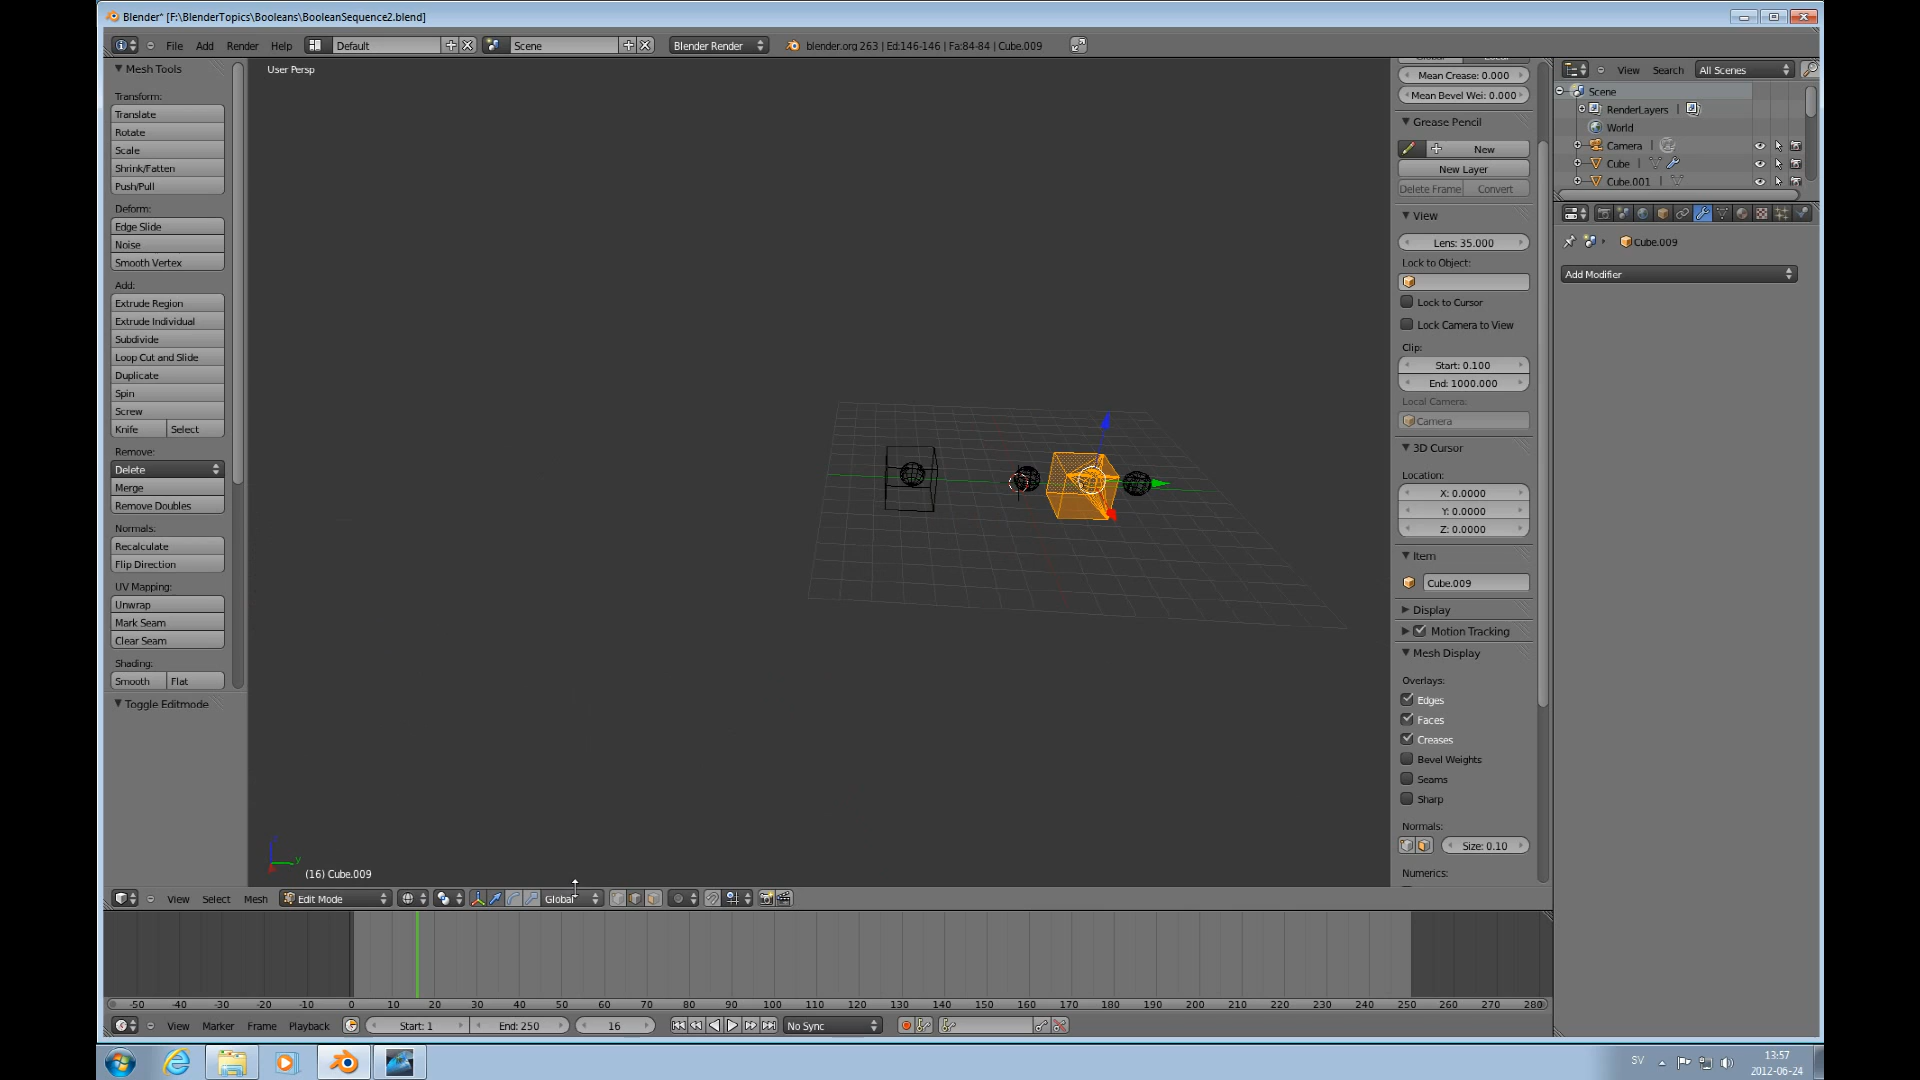 Blender* [F:\BlenderTopics\Booleans\BooleanSequence2.blend]
File Add Render Help Default Scene Blender Render blender.org 263 | Ed:146-146 | Fa:84-84 | Cube.009
Mesh Tools
Transform:
Translate
Rotate
Scale
Shrink/Fatten
Push/Pull
Deform:
Edge Slide
Noise
Smooth Vertex
Add:
Extrude Region
Extrude Individual
Subdivide
Loop Cut and Slide
Duplicate
Spin
Screw
Knife Select
Remove:
Delete
Merge
Remove Doubles
Normals:
Recalculate
Flip Direction
UV Mapping:
Unwrap
Mark Seam
Clear Seam
Shading:
Smooth Flat
Toggle Editmode
User Persp
y
(16) Cube.009
Mean Crease: 0.000
Mean Bevel Wei: 0.000
Grease Pencil
New
New Layer
Delete Frame Convert
View
Lens: 35.000
Lock to Object:
Lock to Cursor
Lock Camera to View
Clip:
Start: 0.100
End: 1000.000
Local Camera:
Camera
3D Cursor
Location:
X: 0.0000
Y: 0.0000
Z: 0.0000
Item
Cube.009
Display
Motion Tracking
Mesh Display
Overlays:
Edges
Faces
Creases
Bevel Weights
Seams
Sharp
Normals:
Size: 0.10
Numerics:
View Search All Scenes
Scene
RenderLayers
World
Camera
Cube
Cube.001
Cube.009
Add Modifier
View Select Mesh Edit Mode Global
-50 -40 -30 -20 -10 0 10 20 30 40 50 60 70 80 90 100 110 120 130 140 150 160 170 180 190 200 210 220 230 240 250 260 270 280
View Marker Frame Playback Start: 1 End: 250 16 No Sync
SV 13:57
2012-06-24